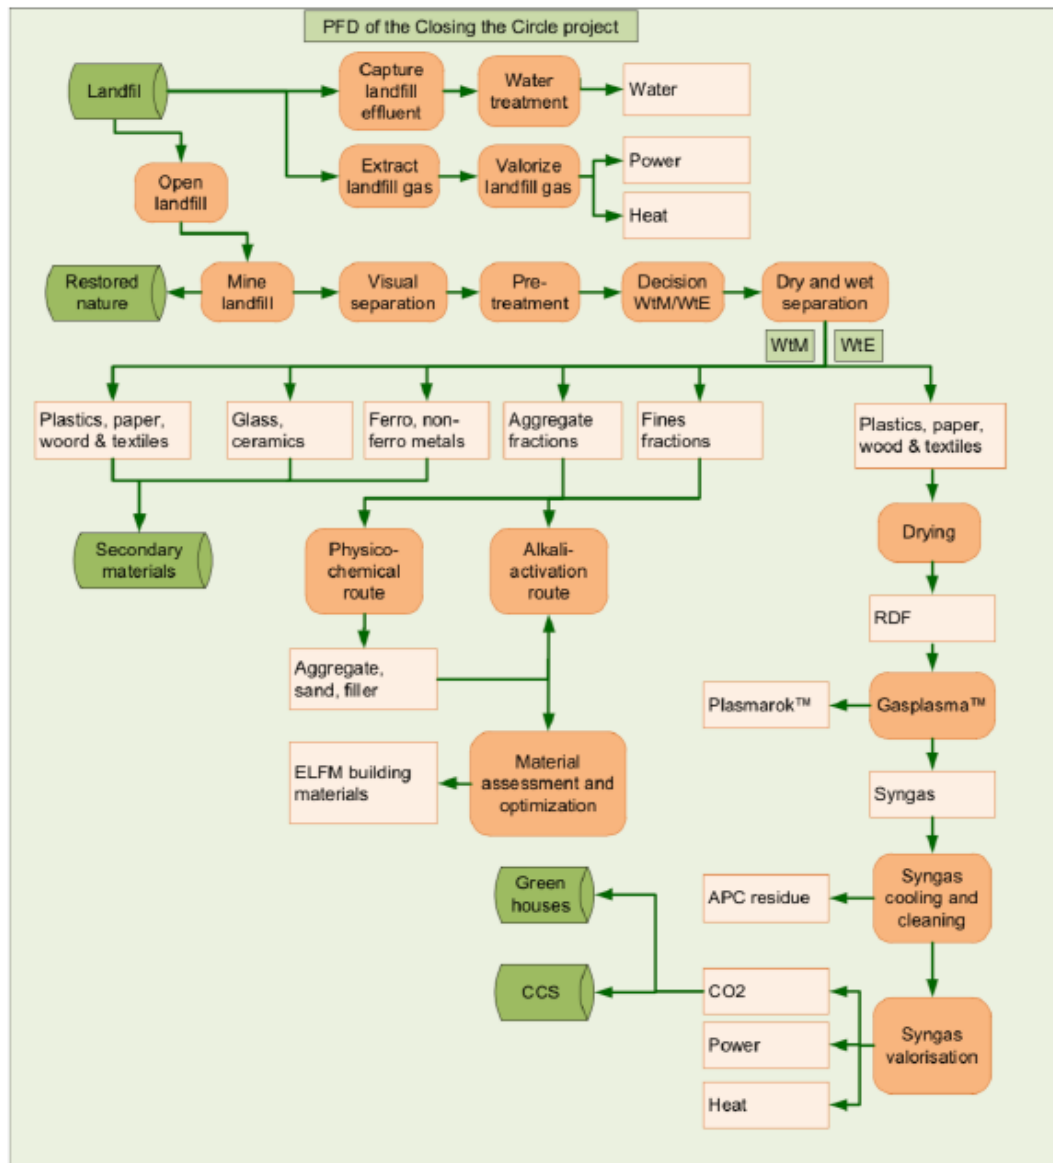 PFD of the Closing the Circle project
Landfil
Capture
landfill
effluent
Water
treatment
Water
Open
landfill
Extract
landfill gas
Valorize
landfill gas
Power
Heat
Restored
nature
Mine
landfill
Visual
separation
Pre-
treatment
Decision
WtM/WtE
Dry and wet
separation
WtM
WtE
Plastics, paper,
woord & textiles
Glass,
ceramics
Ferro, non-
ferro metals
Aggregate
fractions
Fines
fractions
Plastics, paper,
wood & textiles
Secondary
materials
Physico-
chemical
route
Alkali-
activation
route
Drying
RDF
Aggregate,
sand, filler
Plasmarok™
Gasplasma™
ELFM building
materials
Material
assessment and
optimization
Syngas
Green
houses
APC residue
Syngas
cooling and
cleaning
CCS
CO2
Power
Heat
Syngas
valorisation